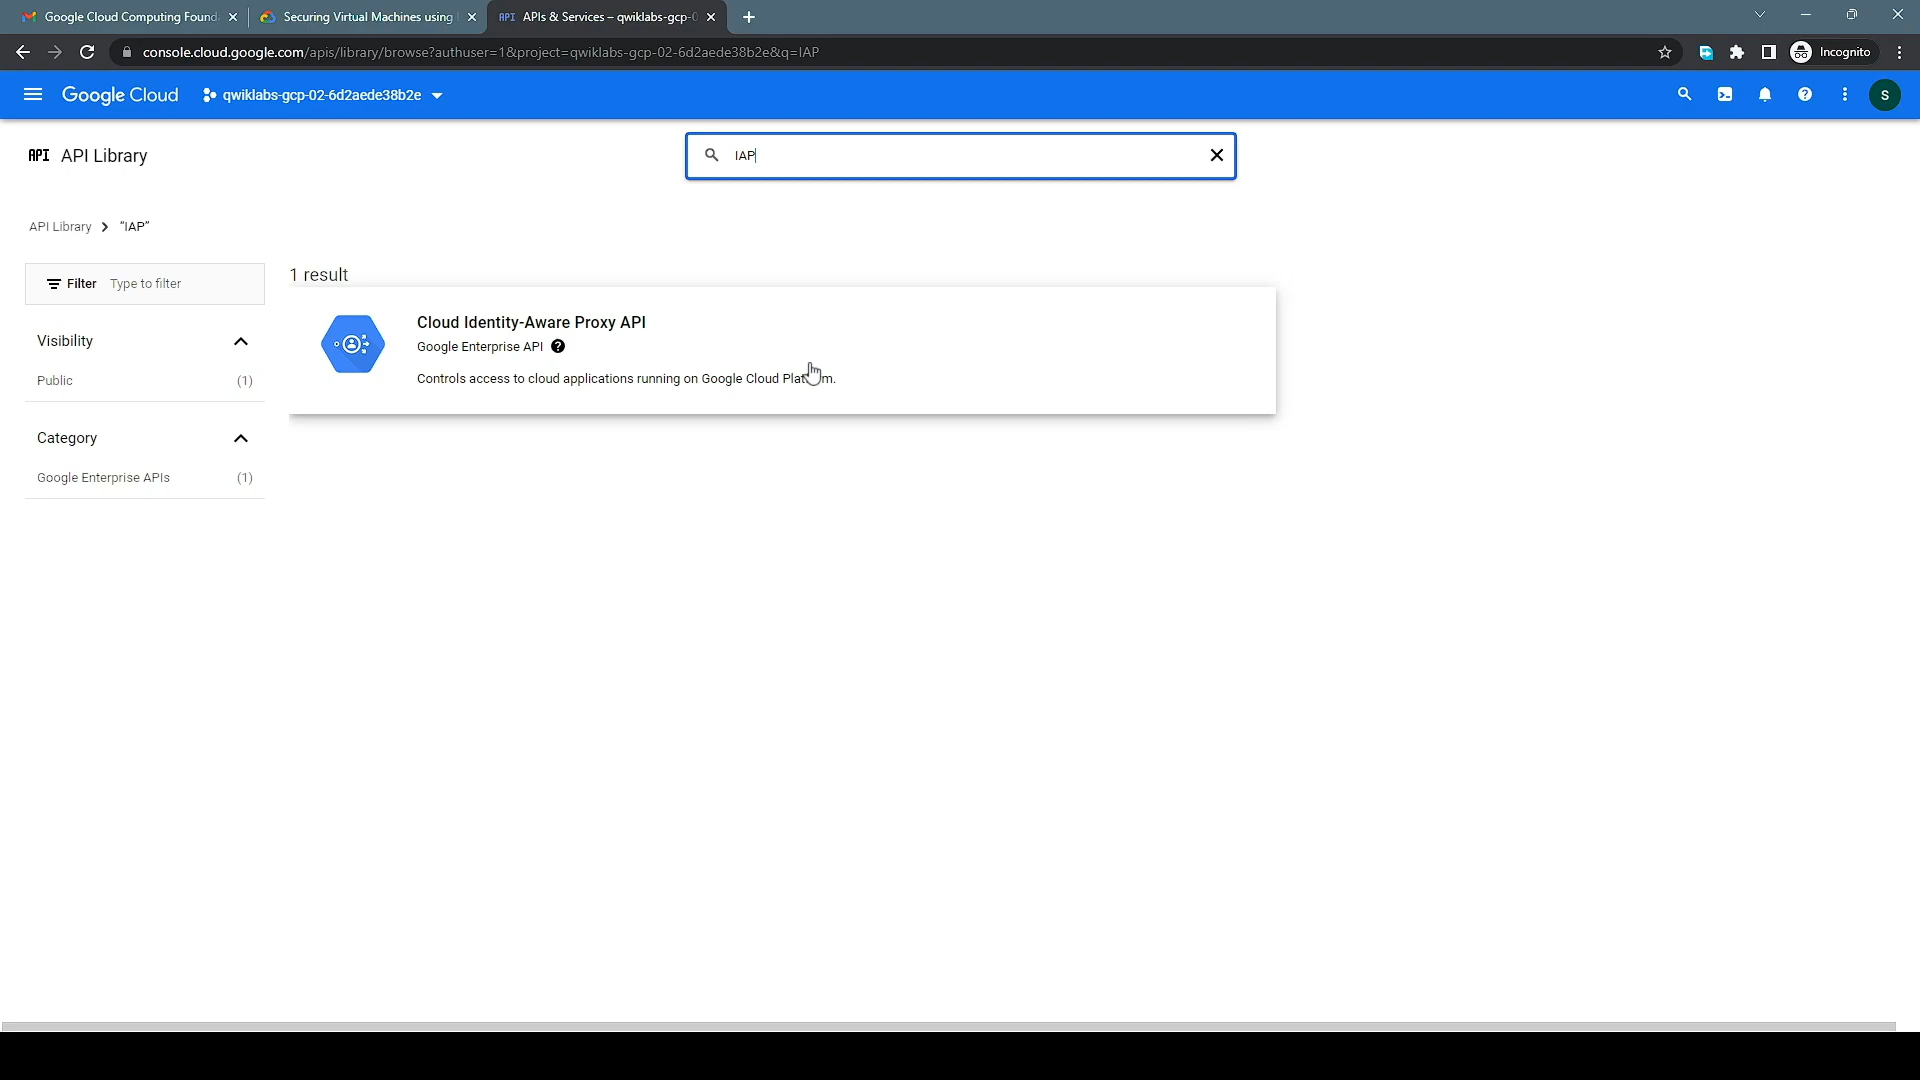 Google Cloud Computing Found
Securing Virtual Machines using
API APIs & Services – qwiklabs-gcp-0
console.cloud.google.com/apis/library/browse?authuser=1&project=qwiklabs-gcp-02-6d2aede38b2e&q=IAP
Incognito
Google Cloud
qwiklabs-gcp-02-6d2aede38b2e
S
API API Library
IAP
API Library "IAP"
Filter Type to filter
1 result
Visibility
Public (1)
Category
Google Enterprise APIs (1)
Cloud Identity-Aware Proxy API
Google Enterprise API
Controls access to cloud applications running on Google Cloud